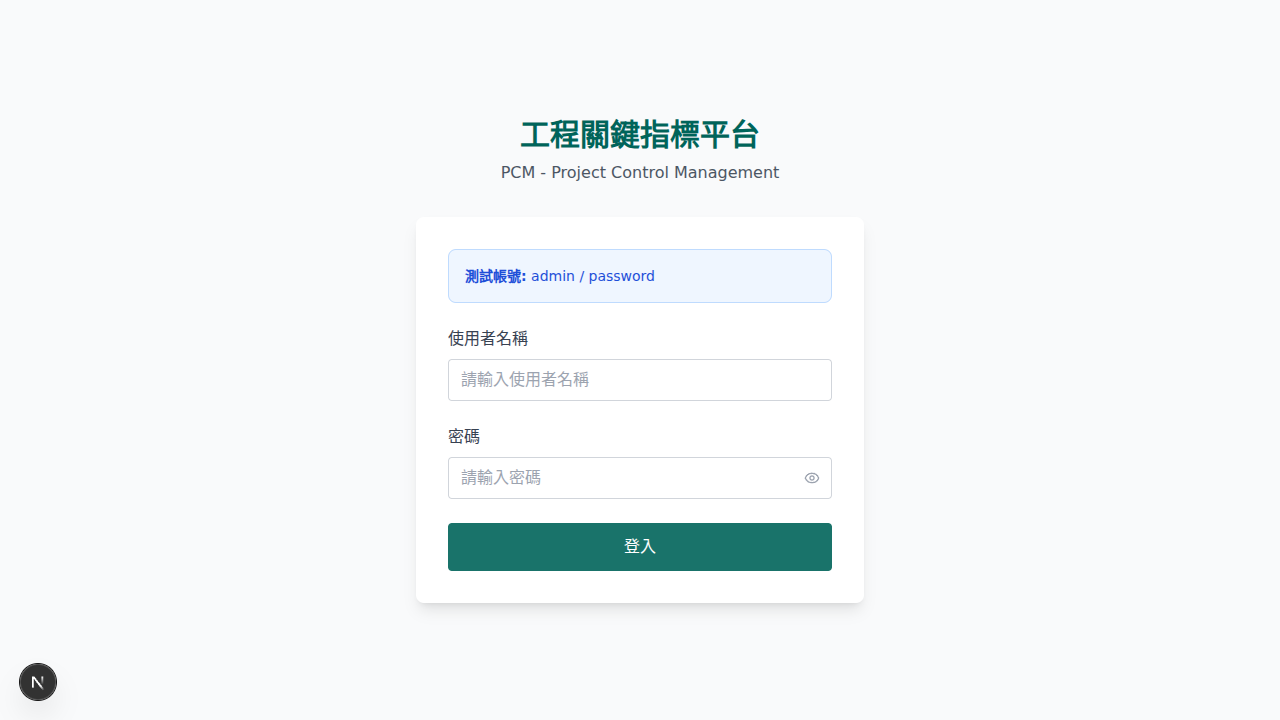 工程關鍵指標平台
PCM - Project Control Management
測試帳號: admin / password
使用者名稱
請輸入使用者名稱
密碼
請輸入密碼
登入
N